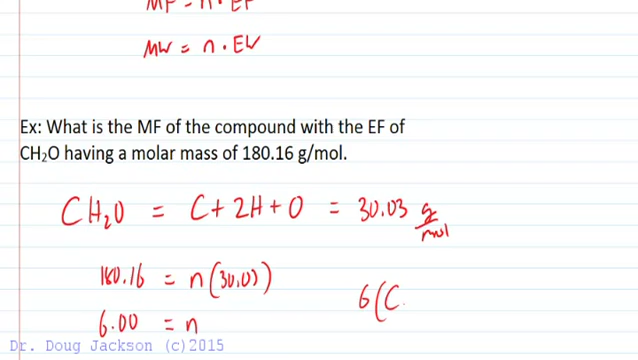 MF = n · EF
MW = n · EW
Ex: What is the MF of the compound with the EF of
CH₂O having a molar mass of 180.16 g/mol.
CH₂O = C + 2H + O = 30.03 g/mol
180.16 = n(30.03)
6.00 = n
6(C
Dr. Doug Jackson (c)2015